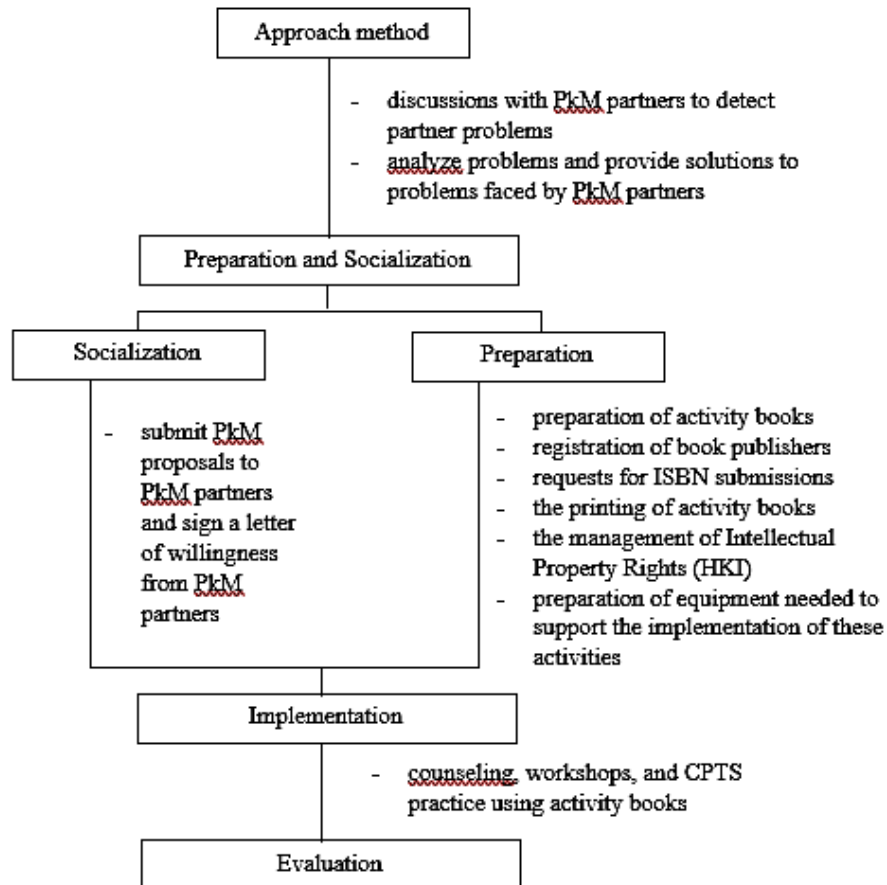 Approach method
- discussions with PkM partners to detect
partner problems
- analyze problems and provide solutions to
problems faced by PkM partners
Preparation and Socialization
Socialization
- submit PkM
proposals to
PkM partners
and sign a letter
of willingness
from PkM
partners
Preparation
- preparation of activity books
- registration of book publishers
- requests for ISBN submissions
- the printing of activity books
- the management of Intellectual
Property Rights (HKI)
- preparation of equipment needed to
support the implementation of these
activities
Implementation
- counseling, workshops, and CPTS
practice using activity books
Evaluation